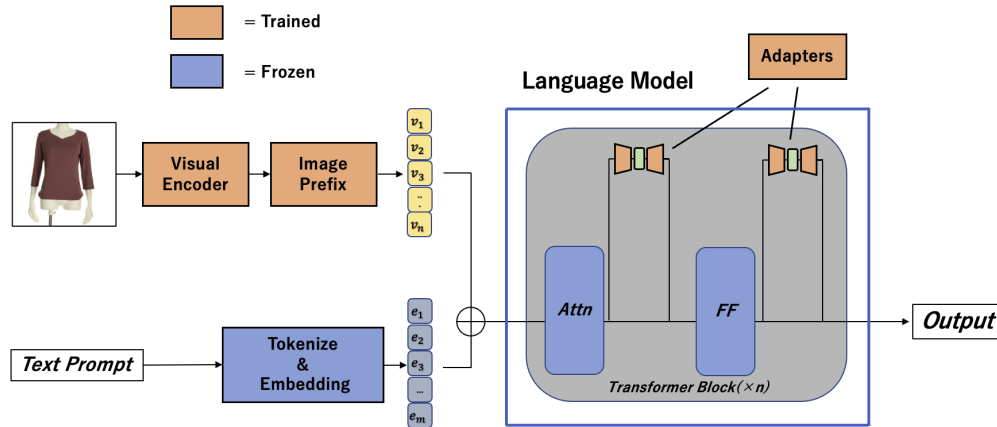 = Trained
= Frozen
Adapters
Language Model
Visual
Encoder
Image
Prefix
v₁
v₂
v₃
...
vₙ
Attn
FF
Transformer Block(×n)
Output
Text Prompt
Tokenize
&
Embedding
e₁
e₂
e₃
...
eₘ